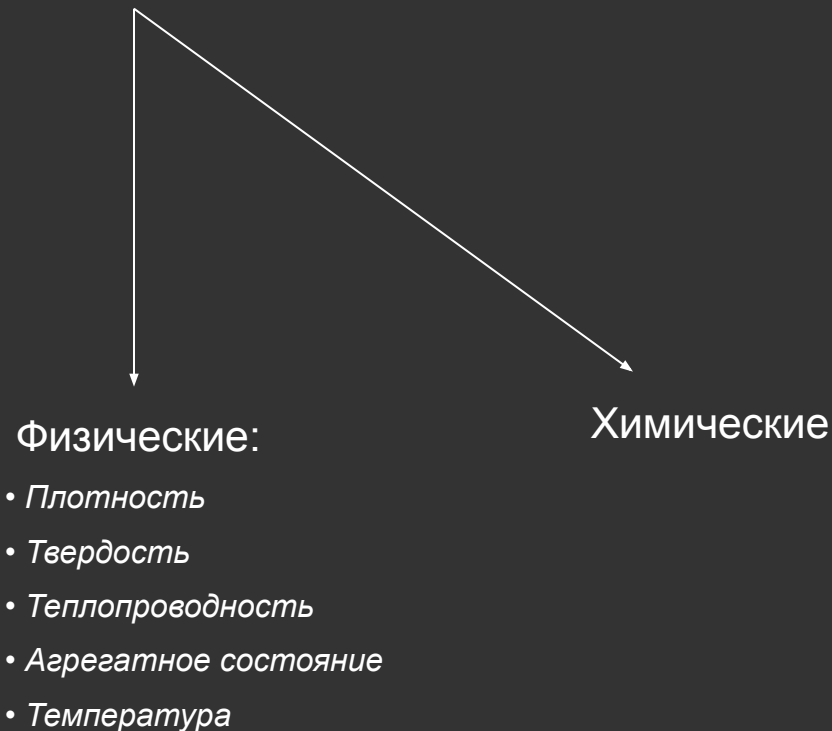 Физические:
Химические
• Плотность
• Твердость
• Теплопроводность
• Агрегатное состояние
• Температура